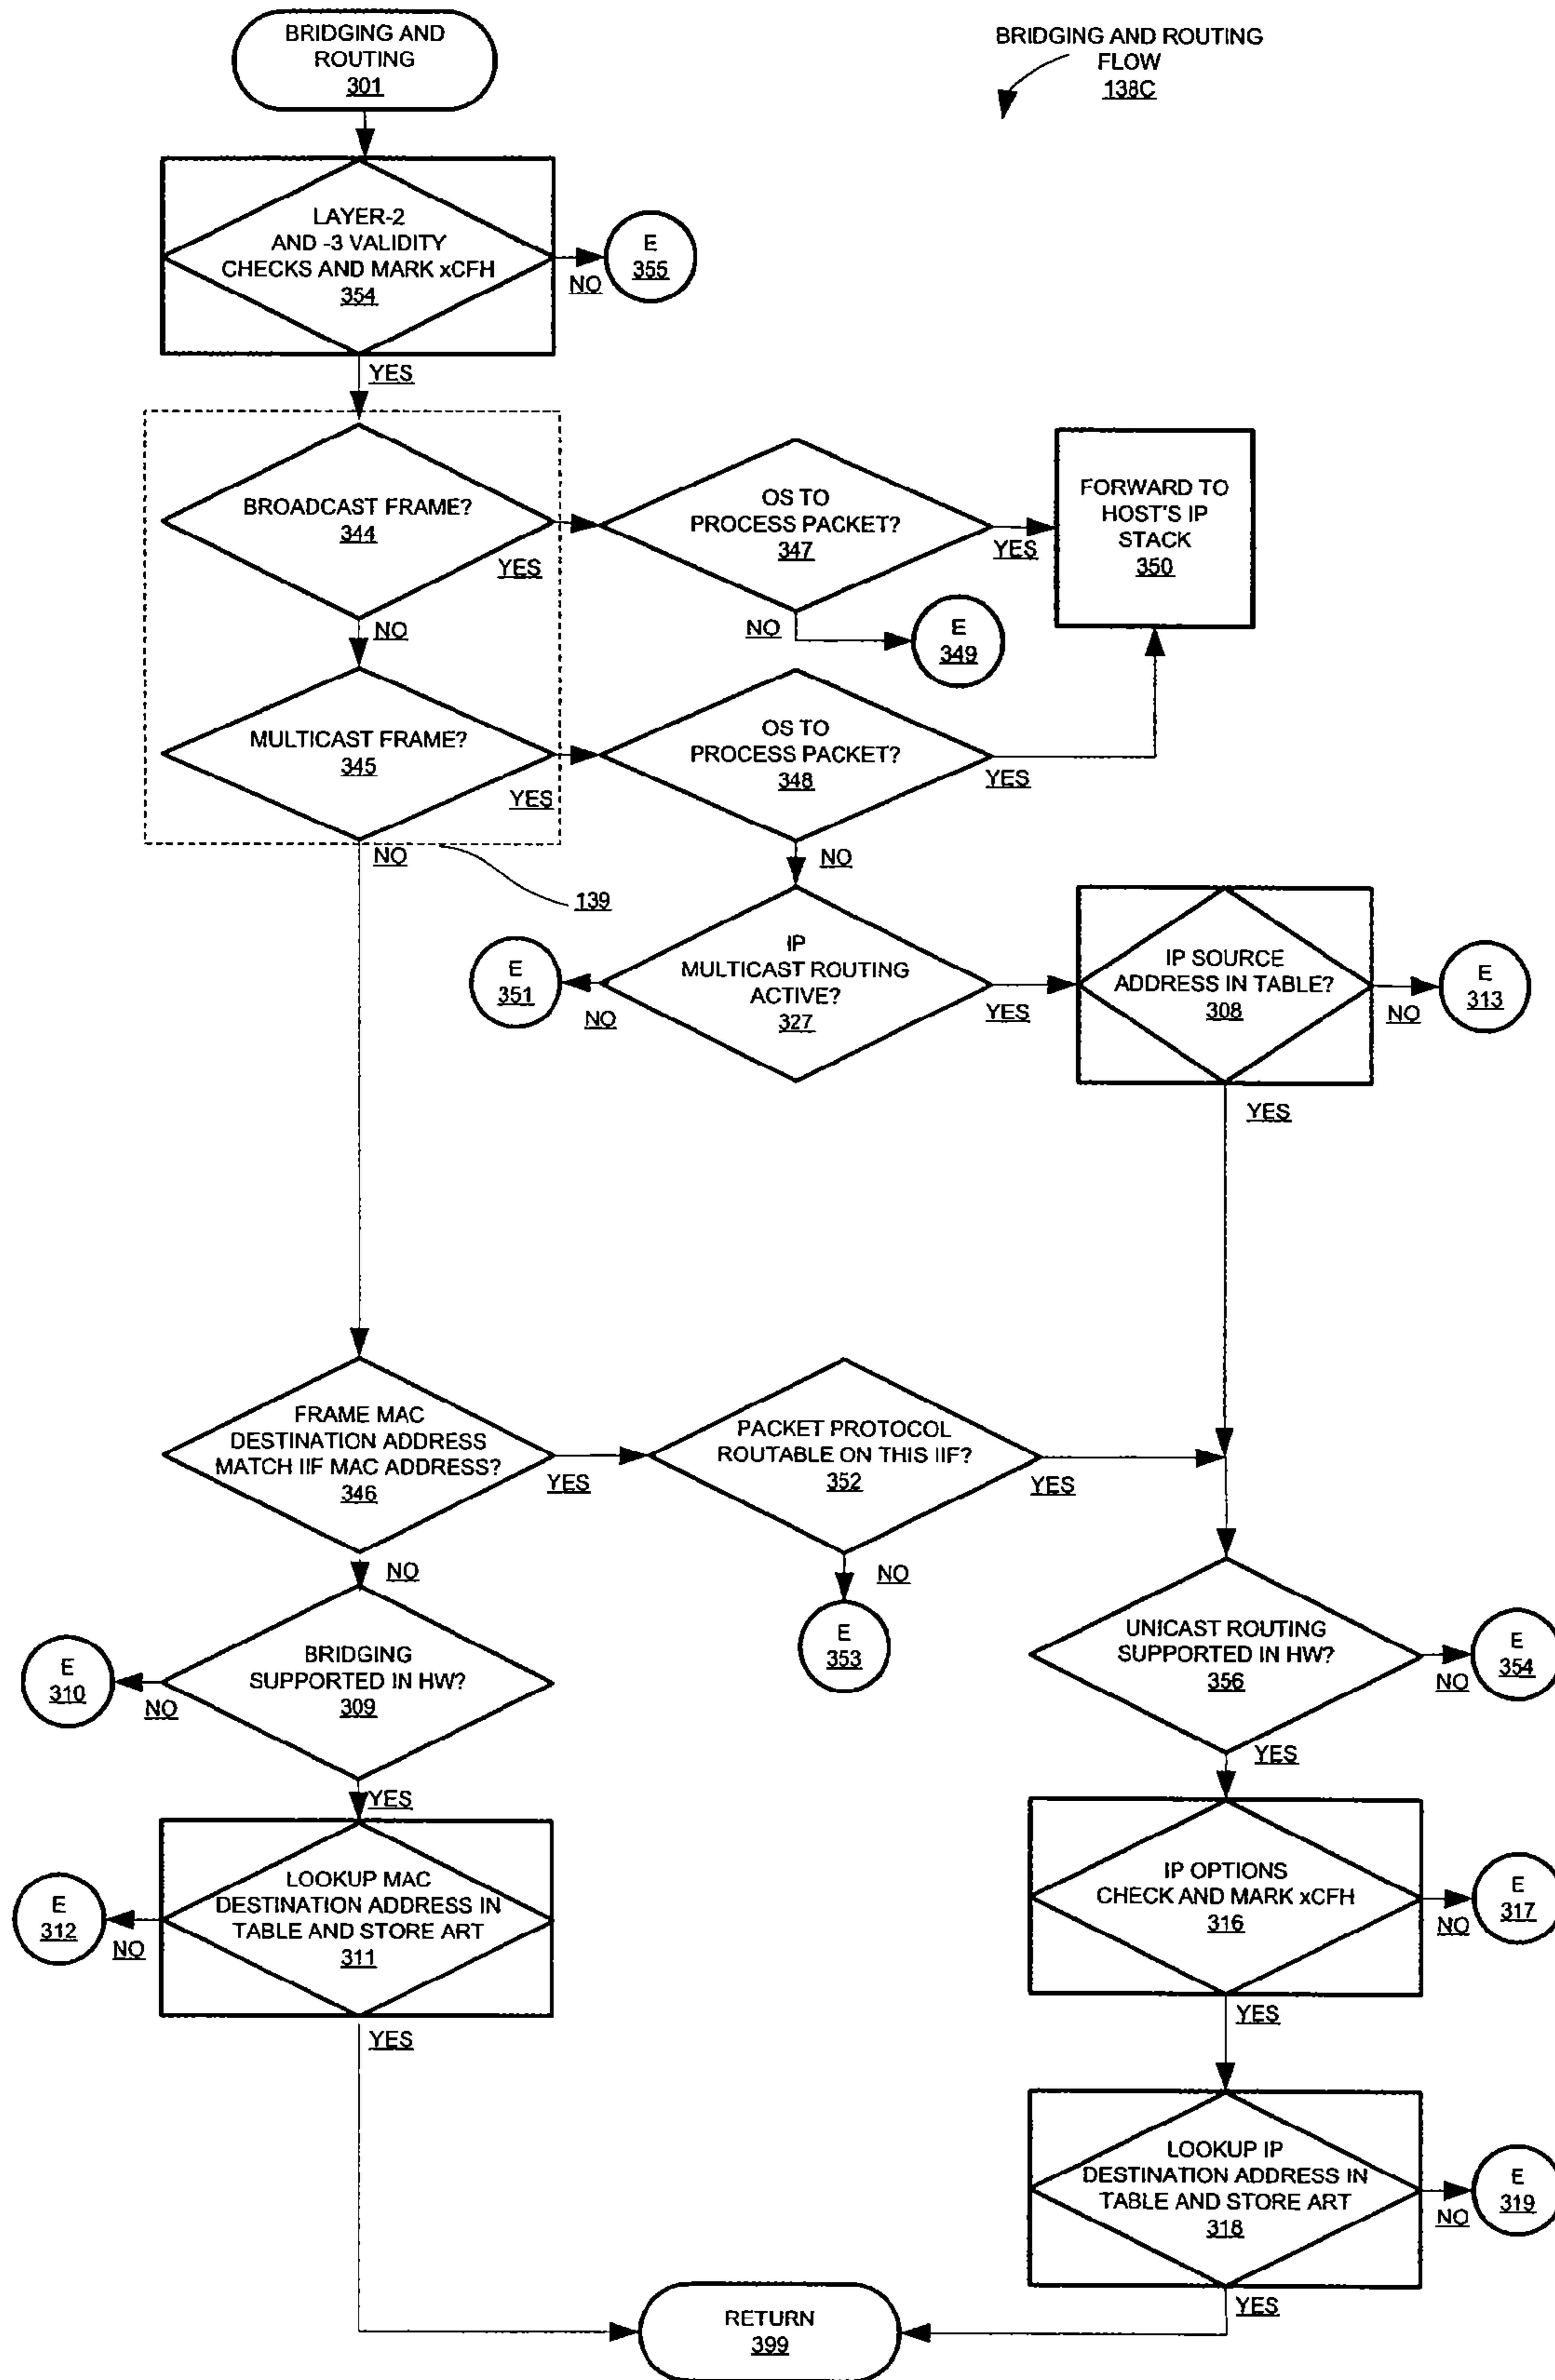 BRIDGING AND
ROUTING
301
BRIDGING AND ROUTING
FLOW
138C
LAYER-2
AND -3 VALIDITY
CHECKS AND MARK xCFH
354
NO
E
355
YES
BROADCAST FRAME?
344
YES
NO
OS TO
PROCESS PACKET?
347
YES
NO
E
349
FORWARD TO
HOST'S IP
STACK
350
MULTICAST FRAME?
345
YES
NO
139
OS TO
PROCESS PACKET?
348
YES
NO
IP
MULTICAST ROUTING
ACTIVE?
327
E
351
NO
YES
IP SOURCE
ADDRESS IN TABLE?
308
NO
E
313
YES
FRAME MAC
DESTINATION ADDRESS
MATCH IIF MAC ADDRESS?
346
YES
NO
PACKET PROTOCOL
ROUTABLE ON THIS IIF?
352
YES
NO
E
353
BRIDGING
SUPPORTED IN HW?
309
E
310
NO
YES
UNICAST ROUTING
SUPPORTED IN HW?
356
NO
E
354
YES
LOOKUP MAC
DESTINATION ADDRESS IN
TABLE AND STORE ART
311
E
312
NO
YES
IP OPTIONS
CHECK AND MARK xCFH
316
NO
E
317
YES
LOOKUP IP
DESTINATION ADDRESS IN
TABLE AND STORE ART
318
NO
E
319
YES
RETURN
399